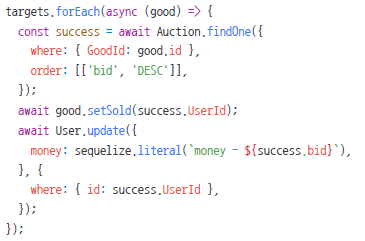 targets.forEach(async (good) => {
  const success = await Auction.findOne({
    where: { GoodId: good.id },
    order: [['bid', 'DESC']],
  });
  await good.setSold(success.UserId);
  await User.update({
    money: sequelize.literal(`money - ${success.bid}`),
  }, {
    where: { id: success.UserId },
  });
});